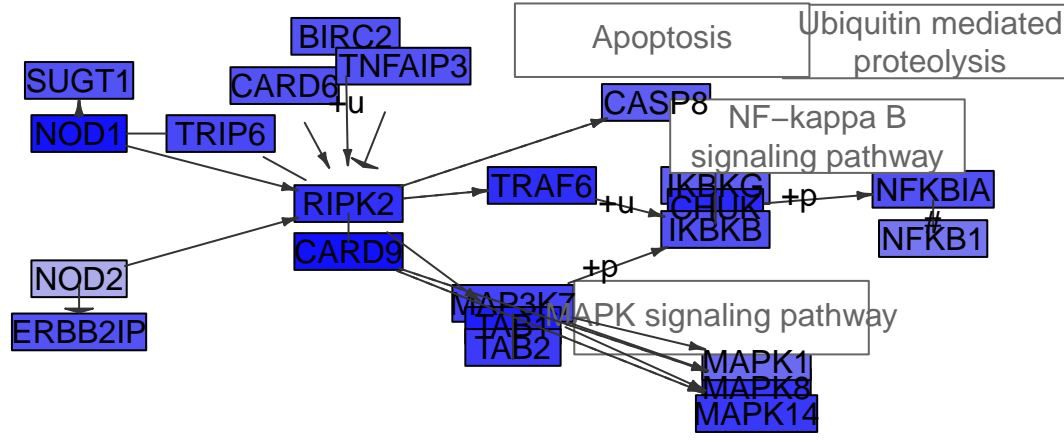 BIRC2
Apoptosis
Ubiquitin mediated
proteolysis
TNFAIP3
SUGT1
CARD6
+u
CASP8
NOD1
TRIP6
NF−kappa B
signaling pathway
RIPK2
TRAF6
+u
IKBKG
CHUK
IKBKB
+p
NFKBIA
#
NFKB1
CARD9
NOD2
+p
ERBB2IP
MAP3K7
TAB1
TAB2
MAPK signaling pathway
MAPK1
MAPK8
MAPK14